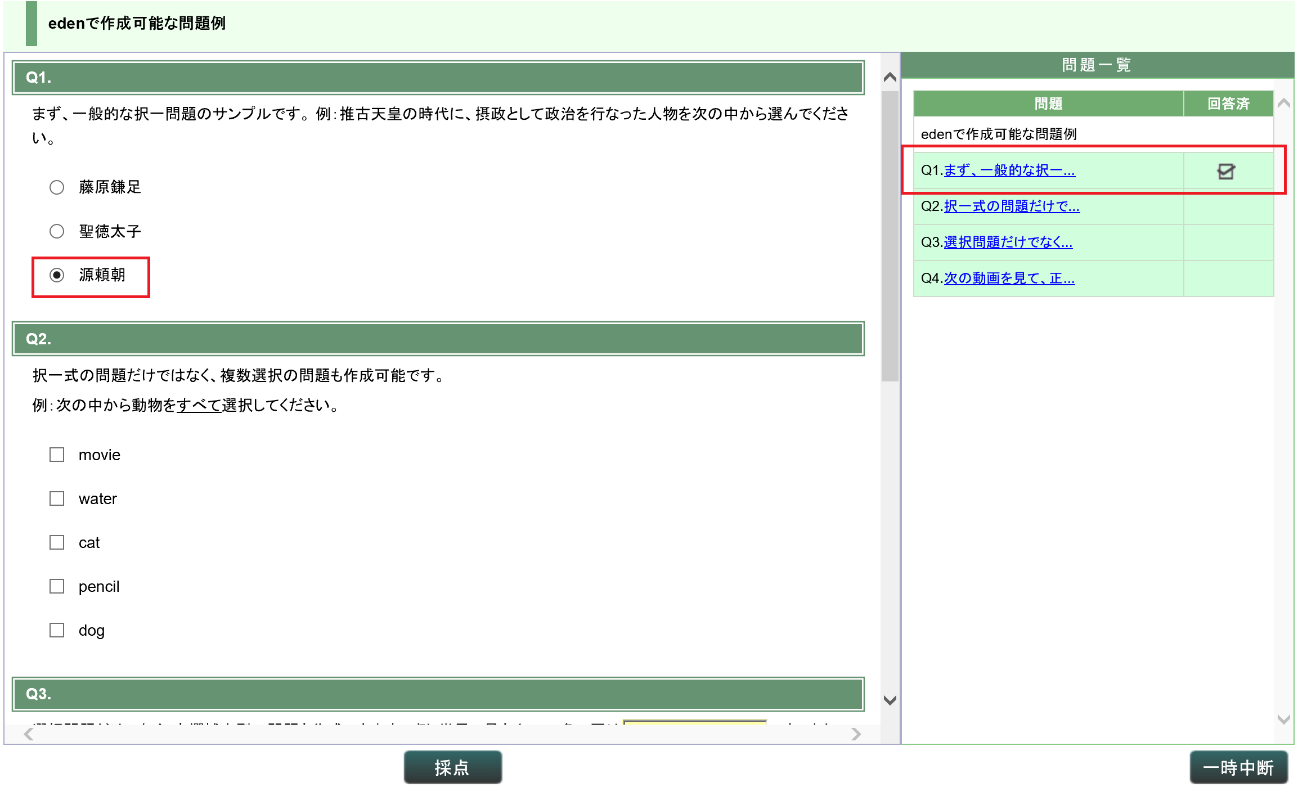 edenで作成可能な問題例
Q1.
まず、一般的な択一問題のサンプルです。例：推古天皇の時代に、摂政として政治を行なった人物を次の中から選んでくださ
い。
藤原鎌足
聖徳太子
源頼朝
Q2.
択一式の問題だけではなく、複数選択の問題も作成可能です。
例：次の中から動物をすべて選択してください。
movie
water
cat
pencil
dog
Q3.
問題一覧
問題 回答済
edenで作成可能な問題例
Q1.まず、一般的な択一...
Q2.択一式の問題だけで...
Q3.選択問題だけでなく...
Q4.次の動画を見て、正...
採点
一時中断